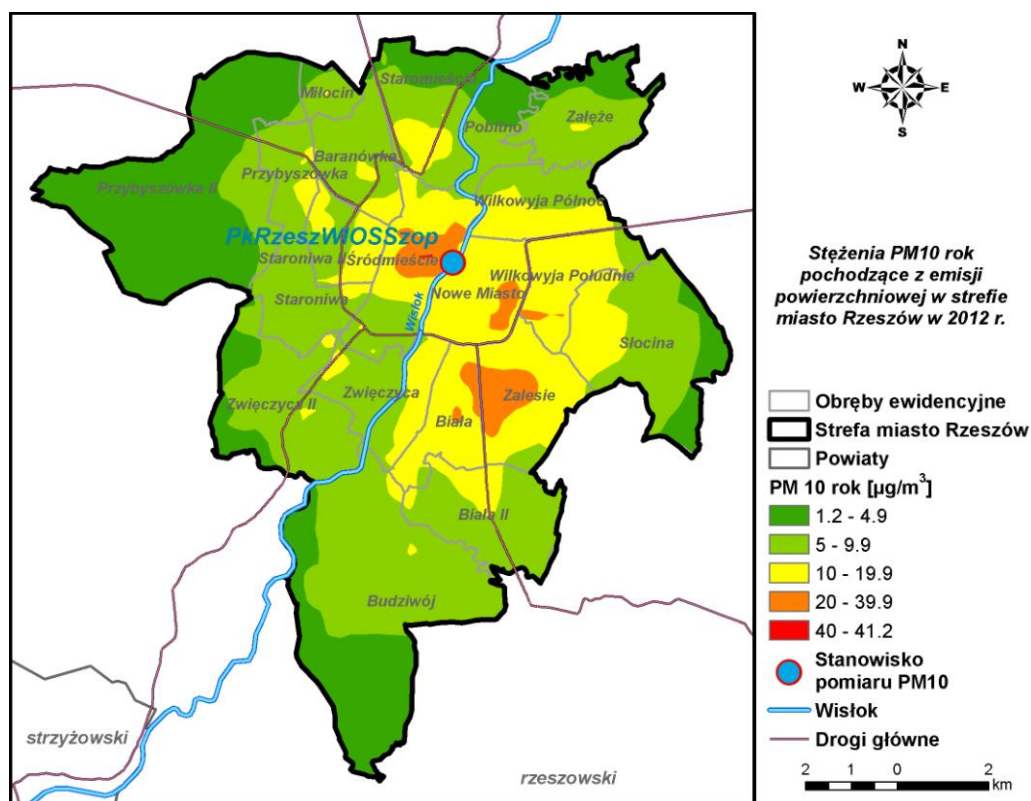 Staromieście
Miłocin
Pobitno
Załęże
Baranówka
Przybyszówka
Przybyszówka II
Wilkowyja Północ
PkRzeszWIOSSzop
Staroniwa II
Śródmieście
Wilkowyja Południe
Nowe Miasto
Staroniwa
Wisłok
Słocina
Zwięczyca
Zwięczyca II
Zalesie
Biała
Biała II
Budziwój
strzyżowski
rzeszowski
N
W E
S
Stężenia PM10 rok
pochodzące z emisji
powierzchniowej w strefie
miasto Rzeszów w 2012 r.
Obręby ewidencyjne
Strefa miasto Rzeszów
Powiaty
PM 10 rok [µg/m³]
1.2 - 4.9
5 - 9.9
10 - 19.9
20 - 39.9
40 - 41.2
Stanowisko
pomiaru PM10
Wisłok
Drogi główne
2 1 0 2
km